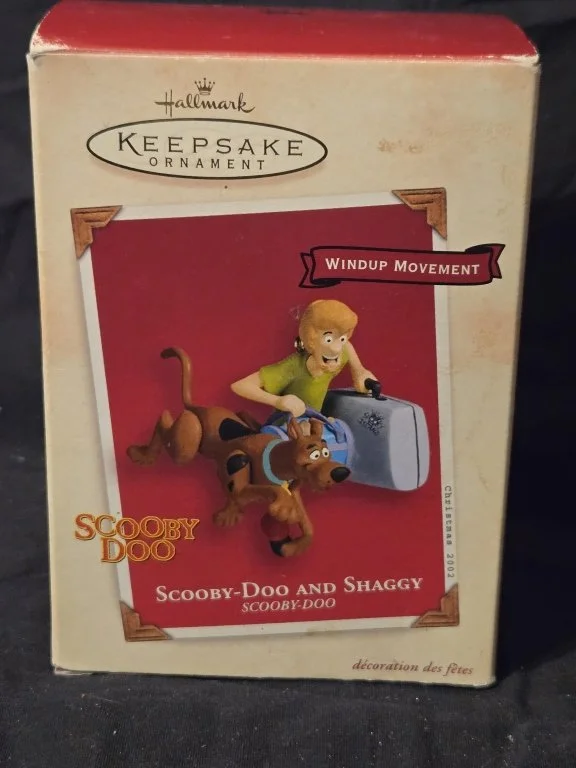 Hallmark
KEEPSAKE
ORNAMENT
WINDUP MOVEMENT
SCOOBY
DOO
Christmas 2002
SCOOBY-DOO AND SHAGGY
SCOOBY-DOO
décoration des fêtes